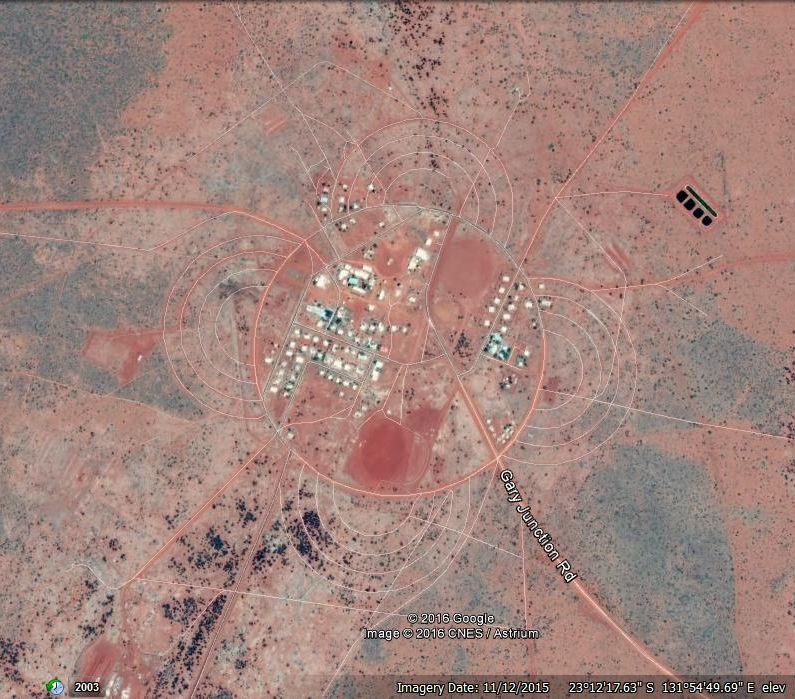 Gary Junction Rd
© 2016 Google
Image © 2016 CNES / Astrium
2003
Imagery Date: 11/12/2015 23°12'17.63" S 131°54'49.69" E elev